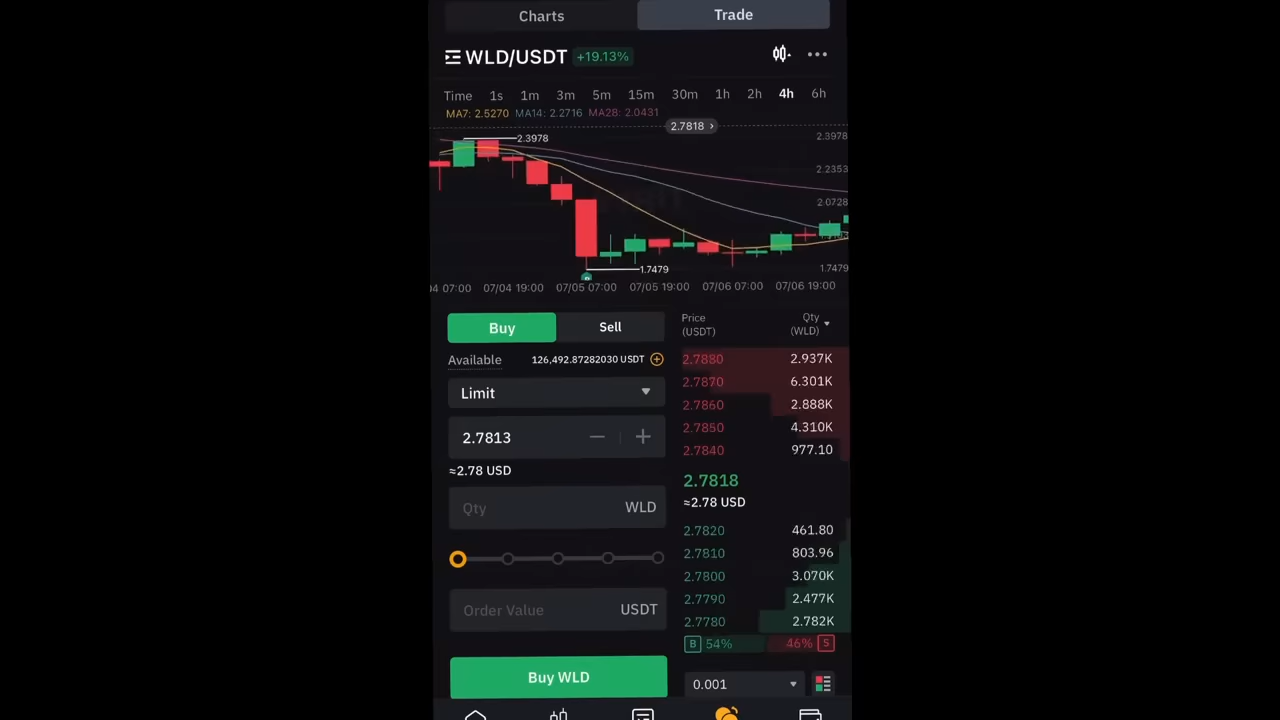 Charts Trade
WLD/USDT +19.13%
Time 1s 1m 3m 5m 15m 30m 1h 2h 4h 6h
MA7: 2.5270 MA14: 2.2716 MA28: 2.0431
2.7818 ›
2.3978
2.3978
2.2353
2.0728
1.7479
1.7479
07:00 07/04 19:00 07/05 07:00 07/05 19:00 07/06 07:00 07/06 19:00
Buy Sell
Available 126,492.87282030 USDT
Limit
2.7813
≈2.78 USD
Qty WLD
Order Value USDT
Buy WLD
Price (USDT)
Qty (WLD)
2.7880 2.937K
2.7870 6.301K
2.7860 2.888K
2.7850 4.310K
2.7840 977.10
2.7818
≈2.78 USD
2.7820 461.80
2.7810 803.96
2.7800 3.070K
2.7790 2.477K
2.7780 2.782K
B 54% 46% S
0.001